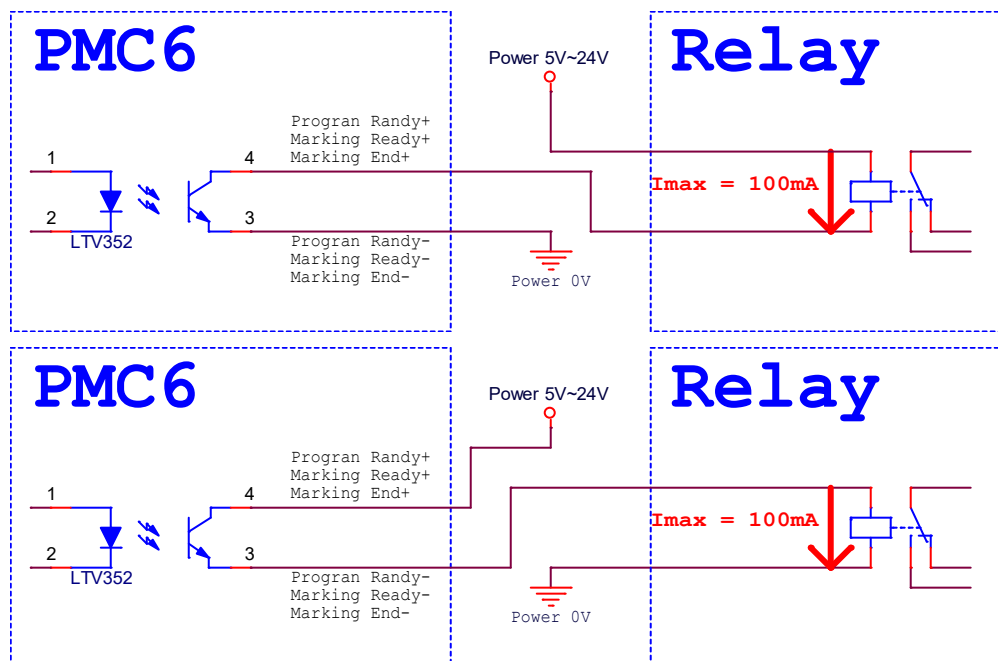 PMC6
Relay
Power 5V~24V
Progran Randy+
Marking Ready+
Marking End+
1
4
Imax = 100mA
2
3
LTV352
Progran Randy-
Marking Ready-
Marking End-
Power 0V
PMC6
Relay
Power 5V~24V
Progran Randy+
Marking Ready+
Marking End+
1
4
Imax = 100mA
2
3
LTV352
Progran Randy-
Marking Ready-
Marking End-
Power 0V